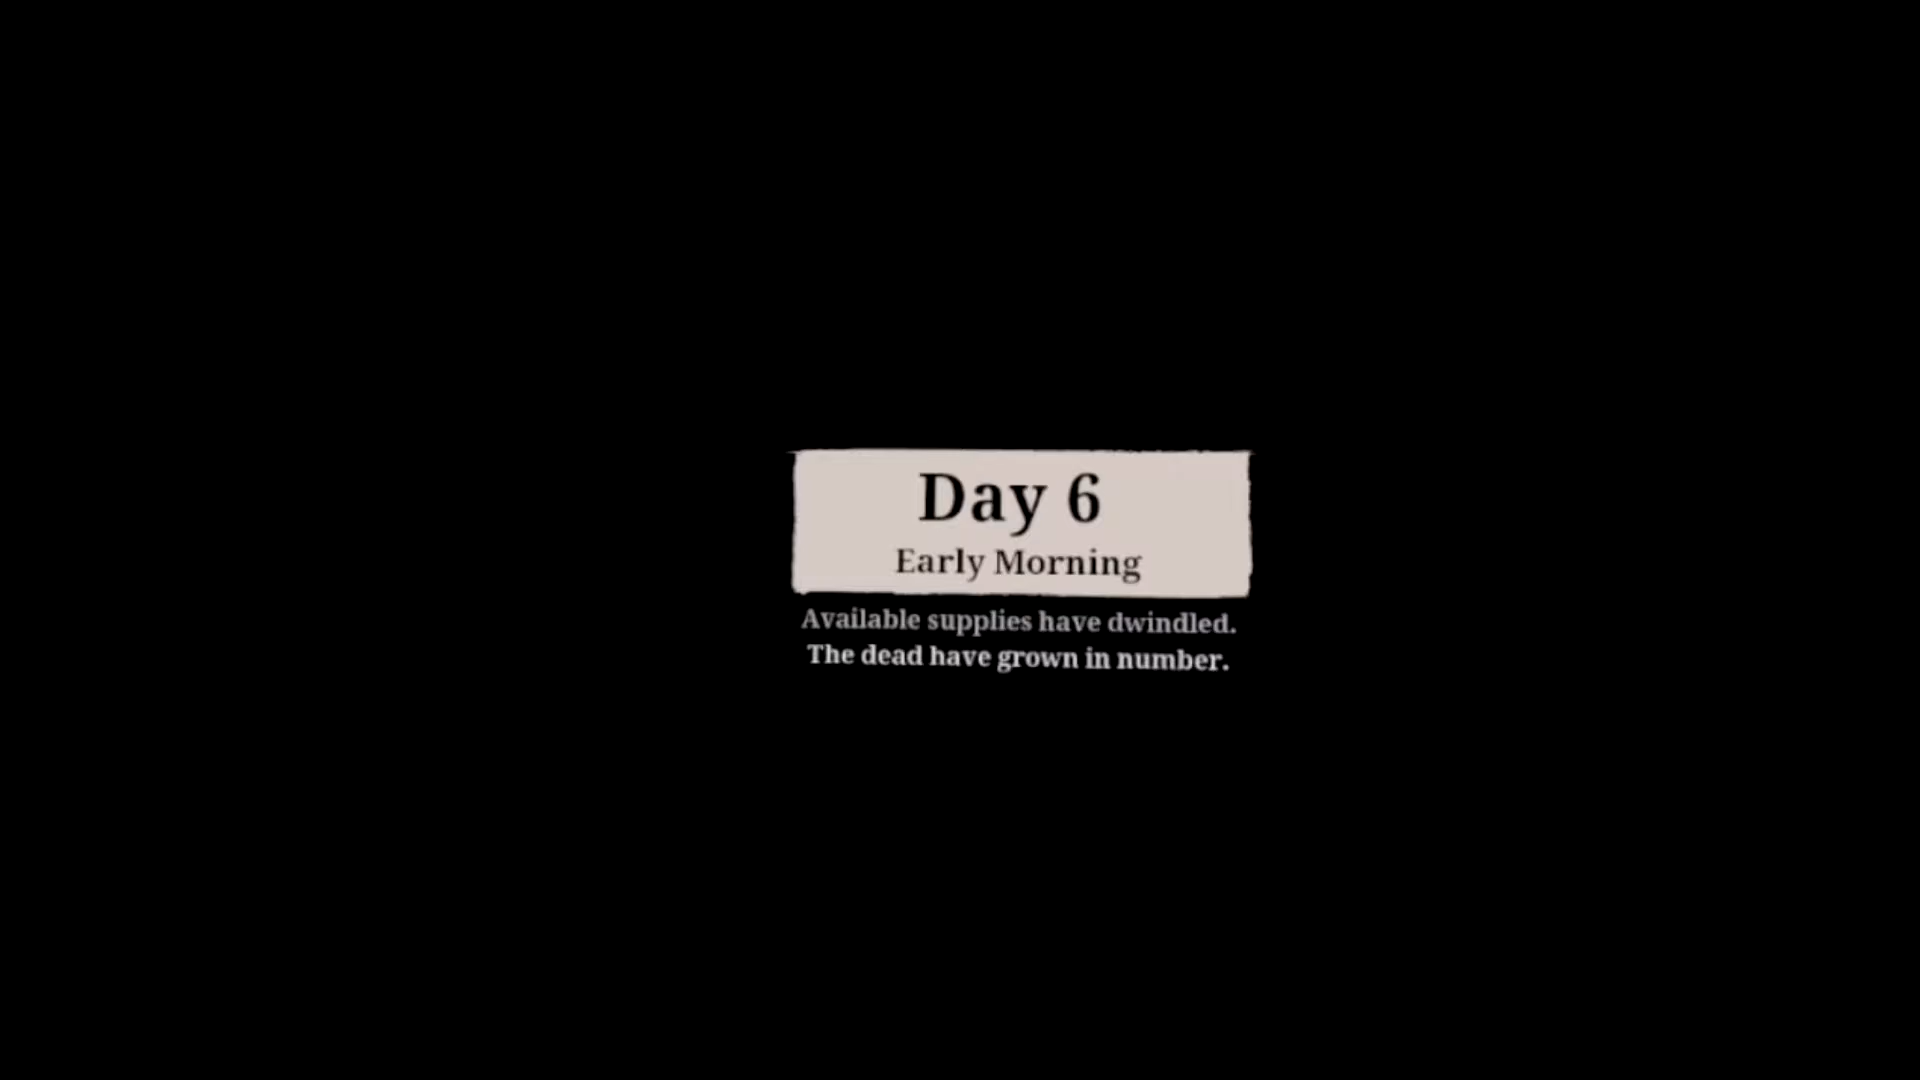 Day 6
Early Morning
Available supplies have dwindled.
The dead have grown in number.